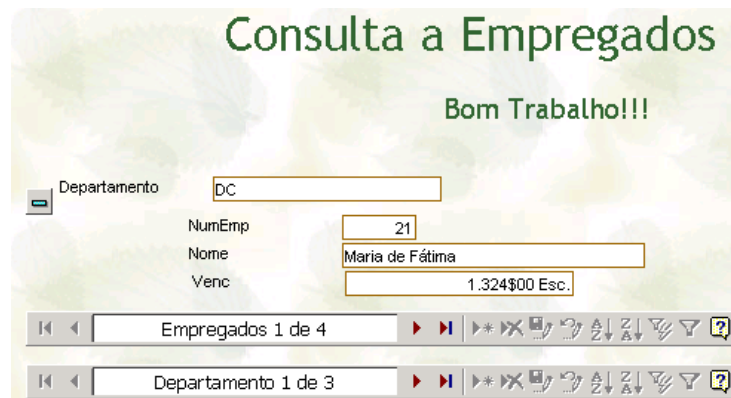 Consulta a Empregados
Bom Trabalho!!!
Departamento DC
NumEmp 21
Nome Maria de Fátima
Venc 1.324$00 Esc.
Empregados 1 de 4
Departamento 1 de 3